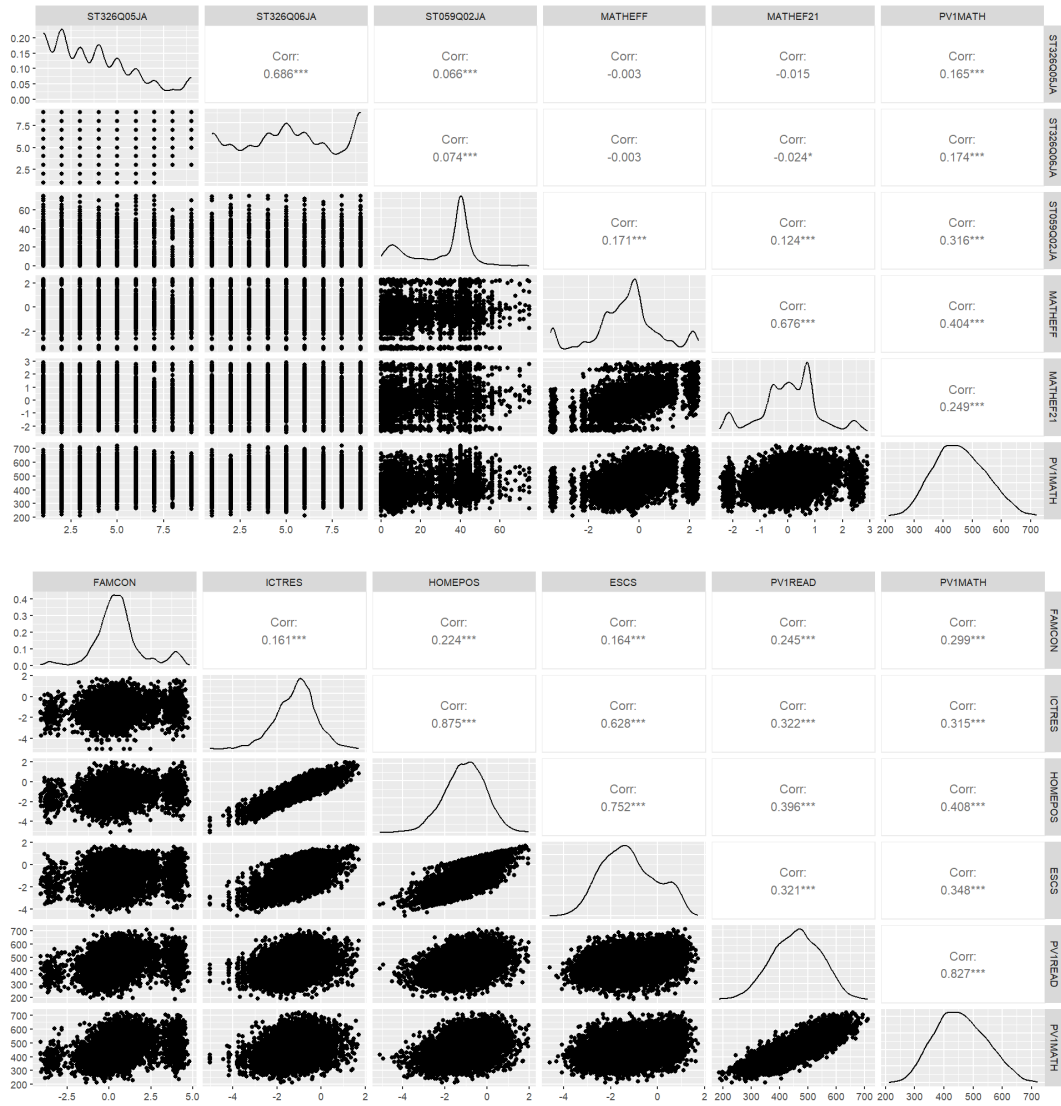 ST326Q05JA ST326Q06JA ST059Q02JA MATHEFF MATHEF21 PV1MATH
0.20
0.15
0.10
0.05
0.00
Corr:
0.686***
Corr:
0.066***
Corr:
-0.003
Corr:
-0.015
Corr:
0.165***
ST326Q05JA
7.5
5.0
2.5
Corr:
0.074***
Corr:
-0.003
Corr:
-0.024*
Corr:
0.174***
ST326Q06JA
60
40
20
0
Corr:
0.171***
Corr:
0.124***
Corr:
0.316***
ST059Q02JA
2
0
-2
Corr:
0.676***
Corr:
0.404***
MATHEFF
3
2
1
0
-1
-2
Corr:
0.249***
MATHEF21
700
600
500
400
300
200
PV1MATH
2.5 5.0 7.5 2.5 5.0 7.5 0 20 40 60 -2 0 2 -2 -1 0 1 2 3 200 300 400 500 600 700
FAMCON ICTRES HOMEPOS ESCS PV1READ PV1MATH
0.4
0.3
0.2
0.1
0.0
Corr:
0.161***
Corr:
0.224***
Corr:
0.164***
Corr:
0.245***
Corr:
0.299***
FAMCON
2
0
-2
-4
Corr:
0.875***
Corr:
0.628***
Corr:
0.322***
Corr:
0.315***
ICTRES
2
0
-2
-4
Corr:
0.752***
Corr:
0.396***
Corr:
0.408***
HOMEPOS
2
0
-2
-4
Corr:
0.321***
Corr:
0.348***
ESCS
700
600
500
400
300
200
Corr:
0.827***
PV1READ
700
600
500
400
300
200
PV1MATH
-2.5 0.0 2.5 5.0 -4 -2 0 2 -4 -2 0 2 -4 -2 0 2 200 300 400 500 600 700 200 300 400 500 600 700